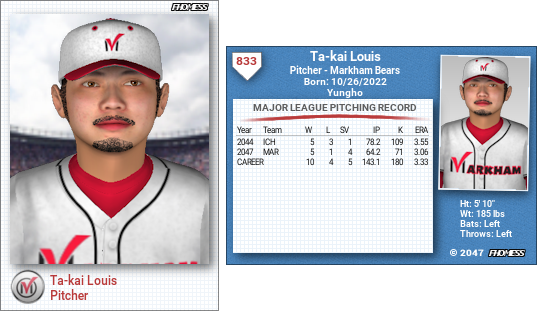 PHOMESS
M
MARKHAM
M
Ta-kai Louis
Pitcher
833
Ta-kai Louis
Pitcher - Markham Bears
Born: 10/26/2022
Yungho
MAJOR LEAGUE PITCHING RECORD
Year Team W L SV IP K ERA
2044 ICH 5 3 1 78.2 109 3.55
2047 MAR 5 1 4 64.2 71 3.06
CAREER 10 4 5 143.1 180 3.33
MARKHAM
Ht: 5' 10"
Wt: 185 lbs
Bats: Left
Throws: Left
© 2047 PHOMESS